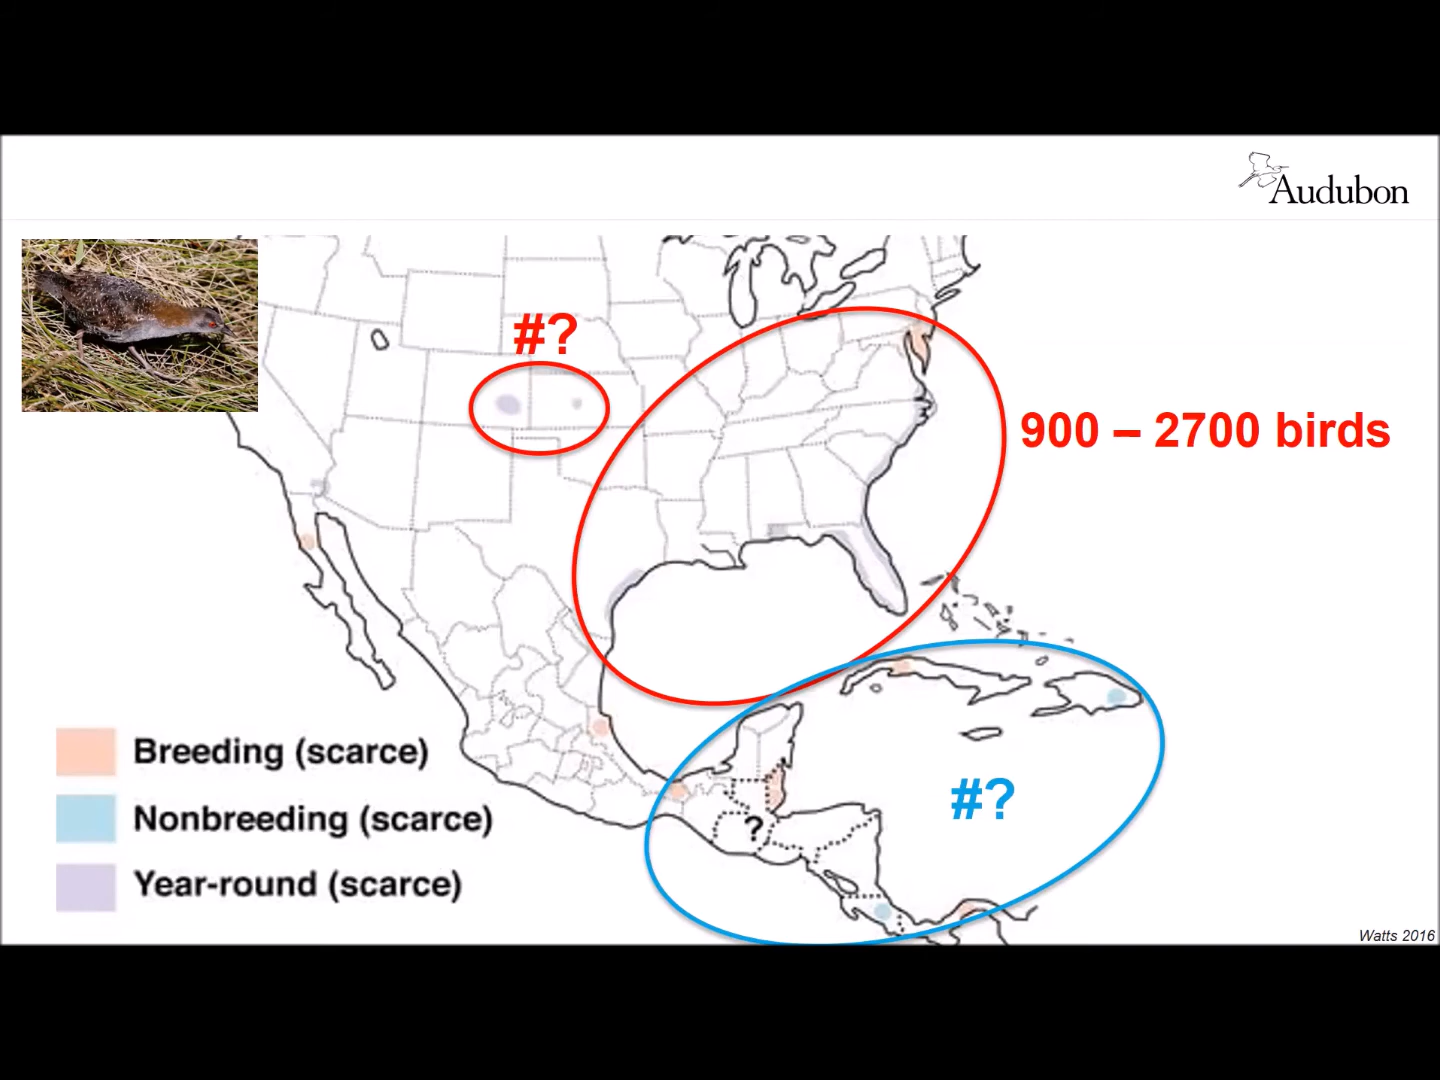 Audubon
#?
900 – 2700 birds
Breeding (scarce)
Nonbreeding (scarce)
Year-round (scarce)
#?
?
Watts 2016